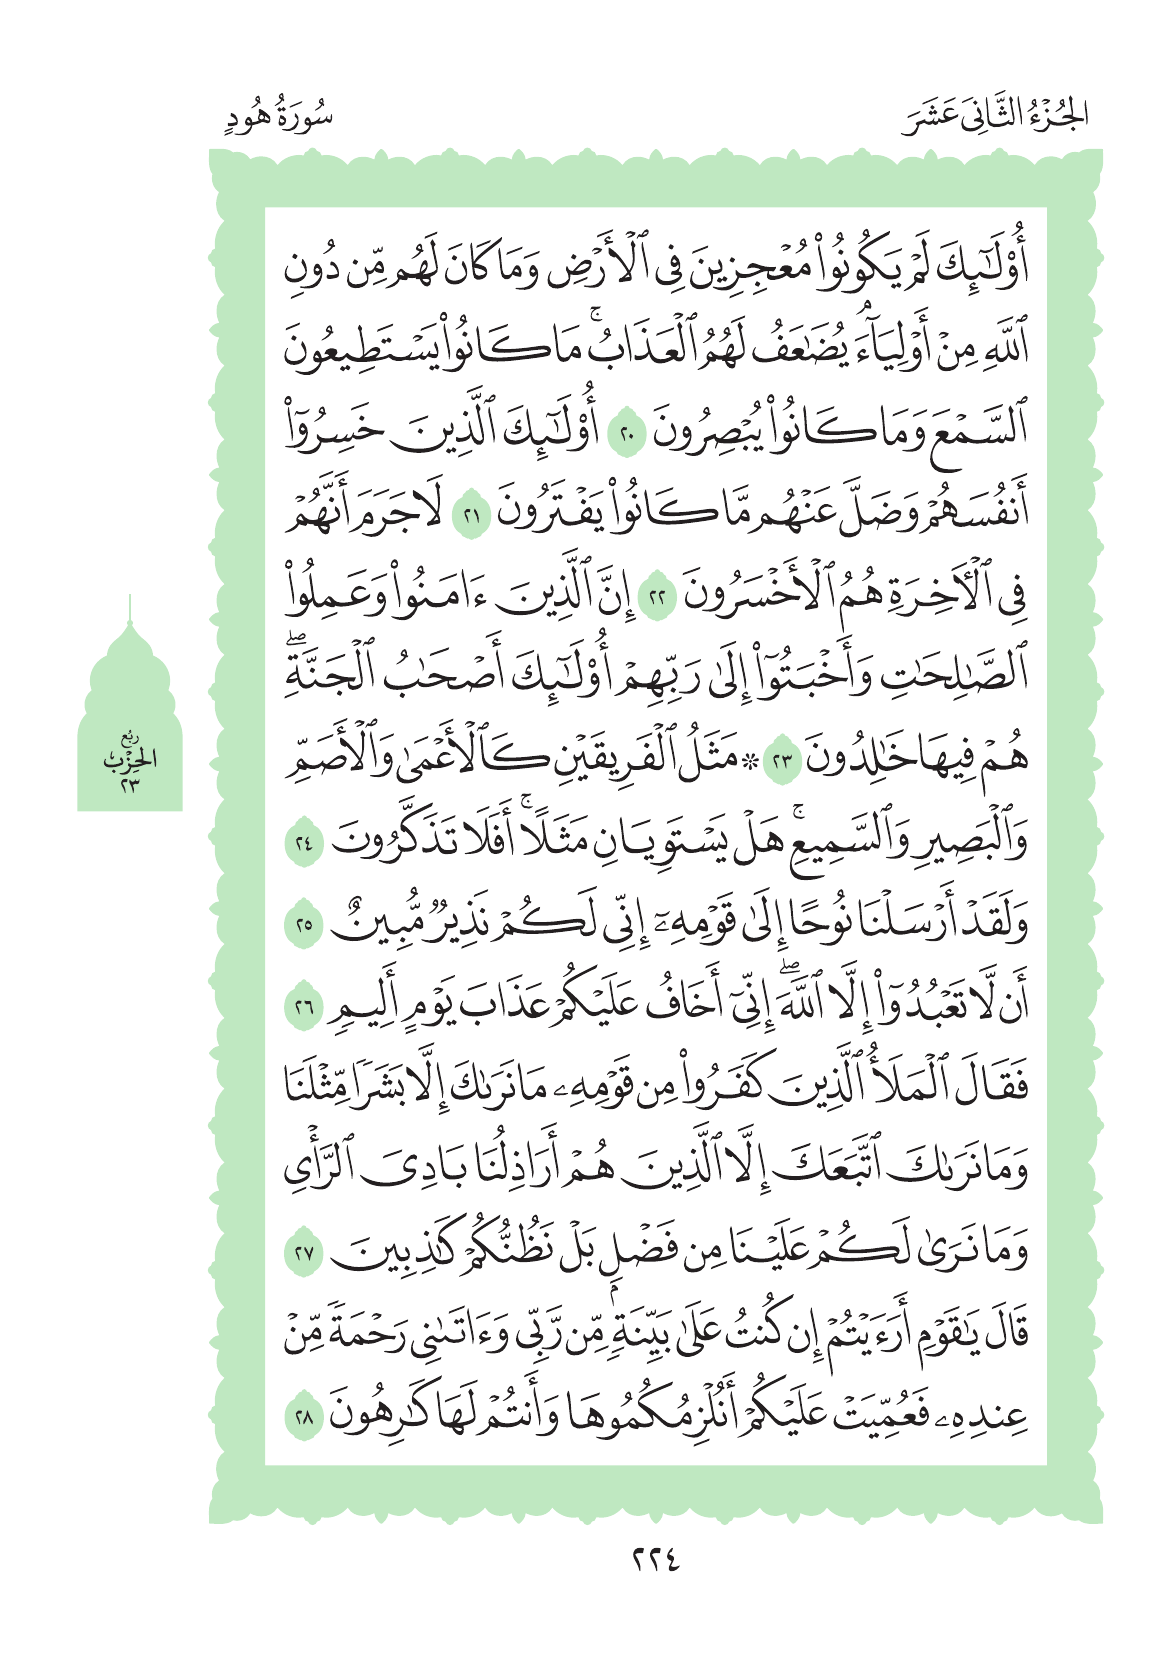 الجُزْءُ الثَّانِيَ عَشَرَ
سُورَةُ هُودٍ
أُوْلَٰٓئِكَ لَمْ يَكُونُوا۟ مُعْجِزِينَ فِى ٱلْأَرْضِ وَمَا كَانَ لَهُم مِّن دُونِ
ٱللَّهِ مِنْ أَوْلِيَآءَۘ يُضَٰعَفُ لَهُمُ ٱلْعَذَابُۚ مَا كَانُوا۟ يَسْتَطِيعُونَ
ٱلسَّمْعَ وَمَا كَانُوا۟ يُبْصِرُونَ ٢٠ أُوْلَٰٓئِكَ ٱلَّذِينَ خَسِرُوٓا۟
أَنفُسَهُمْ وَضَلَّ عَنْهُم مَّا كَانُوا۟ يَفْتَرُونَ ٢١ لَا جَرَمَ أَنَّهُمْ
فِى ٱلْـَٔاخِرَةِ هُمُ ٱلْأَخْسَرُونَ ٢٢ إِنَّ ٱلَّذِينَ ءَامَنُوا۟ وَعَمِلُوا۟
ٱلصَّٰلِحَٰتِ وَأَخْبَتُوٓا۟ إِلَىٰ رَبِّهِمْ أُوْلَٰٓئِكَ أَصْحَٰبُ ٱلْجَنَّةِۖ
هُمْ فِيهَا خَٰلِدُونَ ٢٣ ۞ مَثَلُ ٱلْفَرِيقَيْنِ كَٱلْأَعْمَىٰ وَٱلْأَصَمِّ
وَٱلْبَصِيرِ وَٱلسَّمِيعِۚ هَلْ يَسْتَوِيَانِ مَثَلًاۚ أَفَلَا تَذَكَّرُونَ ٢٤
وَلَقَدْ أَرْسَلْنَا نُوحًا إِلَىٰ قَوْمِهِۦٓ إِنِّى لَكُمْ نَذِيرٌ مُّبِينٌ ٢٥
أَن لَّا تَعْبُدُوٓا۟ إِلَّا ٱللَّهَۖ إِنِّىٓ أَخَافُ عَلَيْكُمْ عَذَابَ يَوْمٍ أَلِيمٍ ٢٦
فَقَالَ ٱلْمَلَأُ ٱلَّذِينَ كَفَرُوا۟ مِن قَوْمِهِۦ مَا نَرَىٰكَ إِلَّا بَشَرًا مِّثْلَنَا
وَمَا نَرَىٰكَ ٱتَّبَعَكَ إِلَّا ٱلَّذِينَ هُمْ أَرَاذِلُنَا بَادِىَ ٱلرَّأْىِ
وَمَا نَرَىٰ لَكُمْ عَلَيْنَا مِن فَضْلٍۭ بَلْ نَظُنُّكُمْ كَٰذِبِينَ ٢٧
قَالَ يَٰقَوْمِ أَرَءَيْتُمْ إِن كُنتُ عَلَىٰ بَيِّنَةٍ مِّن رَّبِّى وَءَاتَىٰنِى رَحْمَةً مِّنْ
عِندِهِۦ فَعُمِّيَتْ عَلَيْكُمْ أَنُلْزِمُكُمُوهَا وَأَنتُمْ لَهَا كَٰرِهُونَ ٢٨
رُبع
الحِزْب
٢٣
٢٢٤